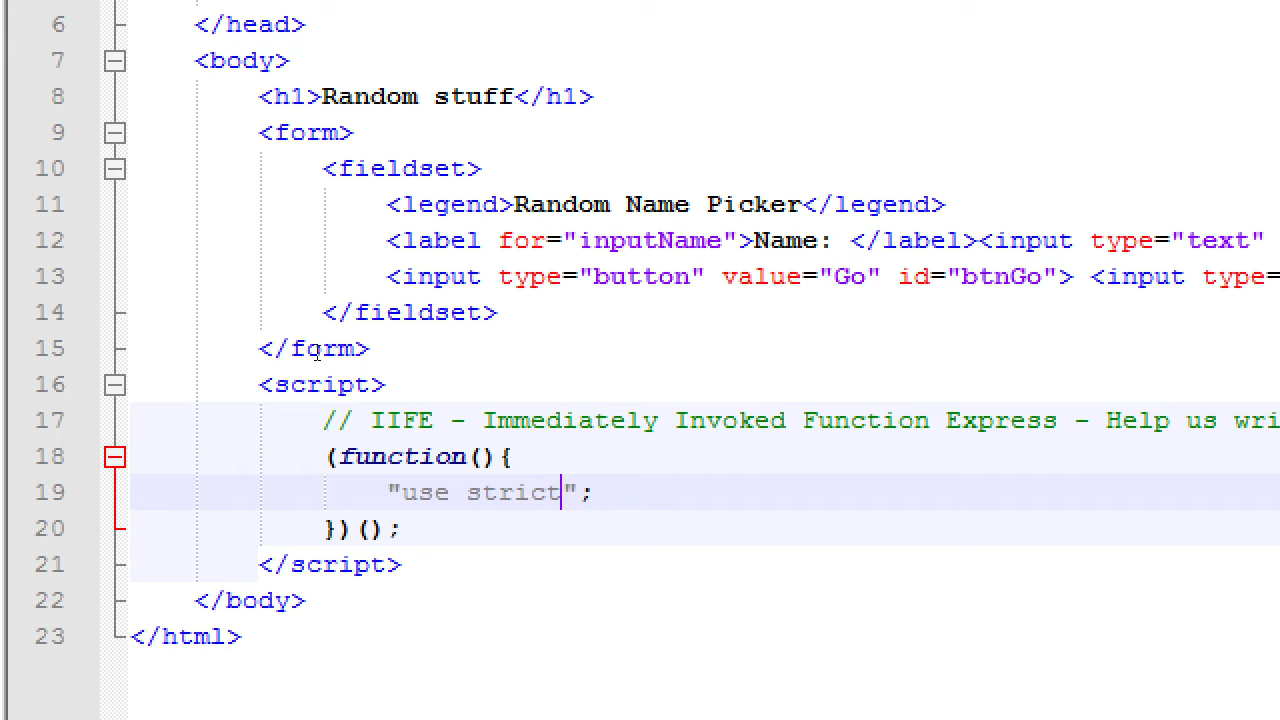 6 </head>
7 <body>
8 <h1>Random stuff</h1>
9 <form>
10 <fieldset>
11 <legend>Random Name Picker</legend>
12 <label for="inputName">Name: </label><input type="text"
13 <input type="button" value="Go" id="btnGo"> <input type=
14 </fieldset>
15 </form>
16 <script>
17 // IIFE - Immediately Invoked Function Express - Help us wri
18 (function(){
19 "use strict";
20 })();
21 </script>
22 </body>
23 </html>